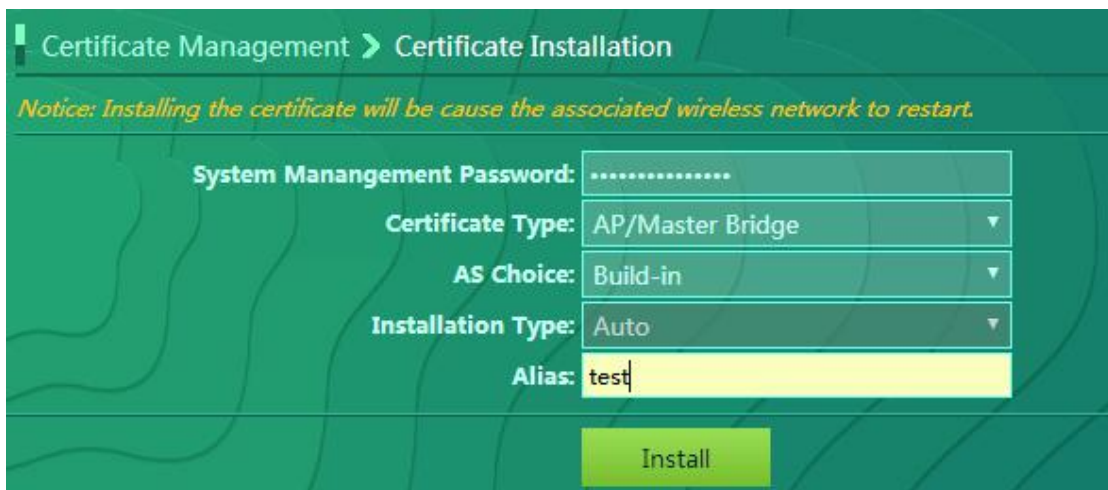 Certificate Management > Certificate Installation
Notice: Installing the certificate will be cause the associated wireless network to restart.
System Manangement Password: •••••••••••••••
Certificate Type: AP/Master Bridge
AS Choice: Build-in
Installation Type: Auto
Alias: test
Install